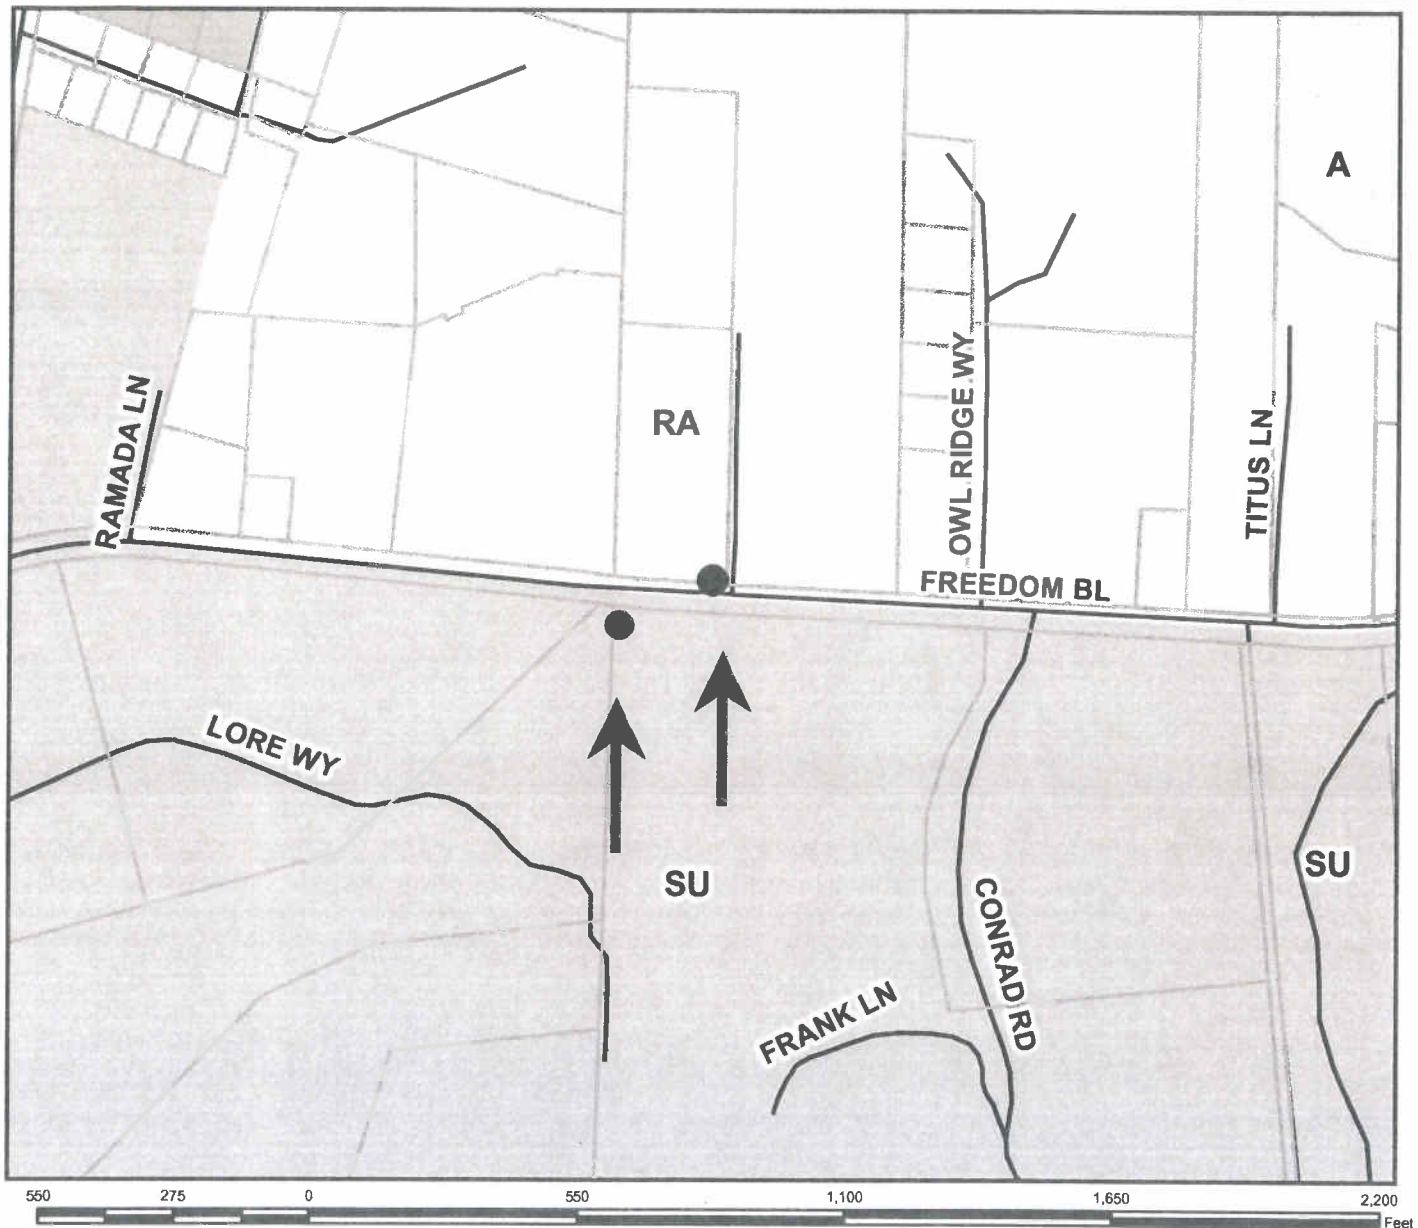 A
RAMADA LN
RA
OWL RIDGE WY
TITUS LN
FREEDOM BL
LORE WY
SU
SU
CONRAD RD
FRANK LN
550 275 0 550 1,100 1,650 2,200
Feet